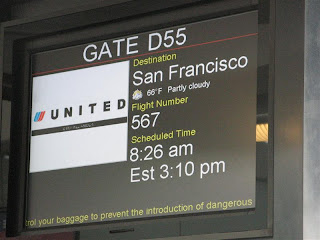 GATE D55
Destination
San Francisco
66°F Partly cloudy
UNITED
Flight Number
567
Scheduled Time
8:26 am
Est 3:10 pm
trol your baggage to prevent the introduction of dangerous